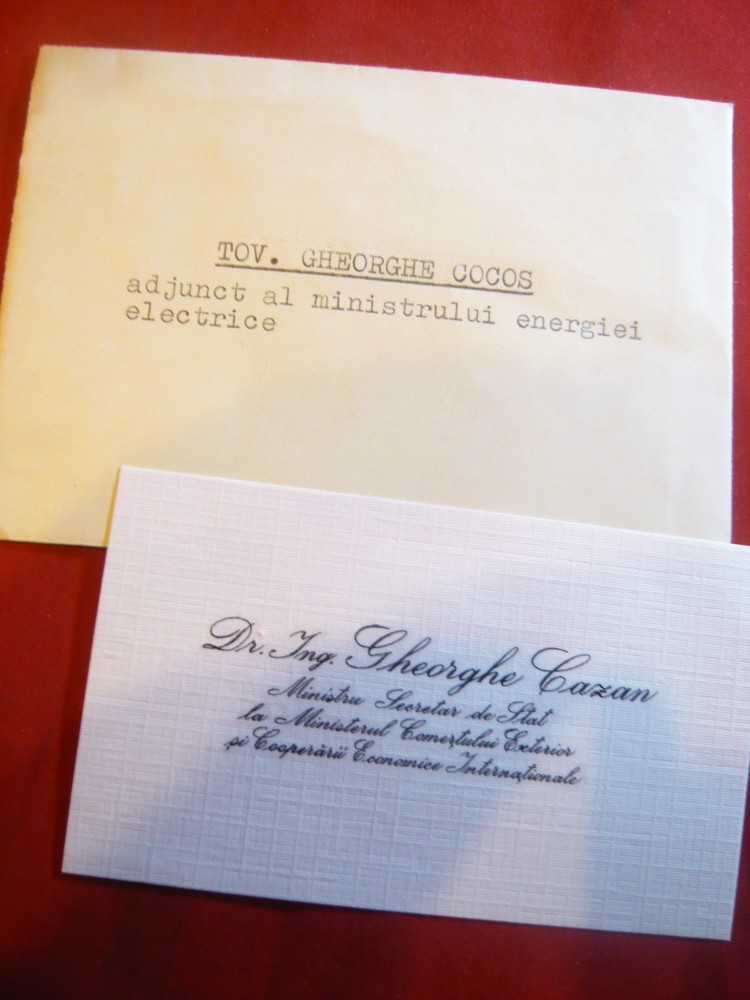 TOV. GHEORGHE COCOS
adjunct al ministrului energiei
electrice
Dr. Ing. Gheorghe Cazan
Ministru Secretar de Stat
la Ministerul Comerţului Exterior
şi Cooperării Economice Internaţionale